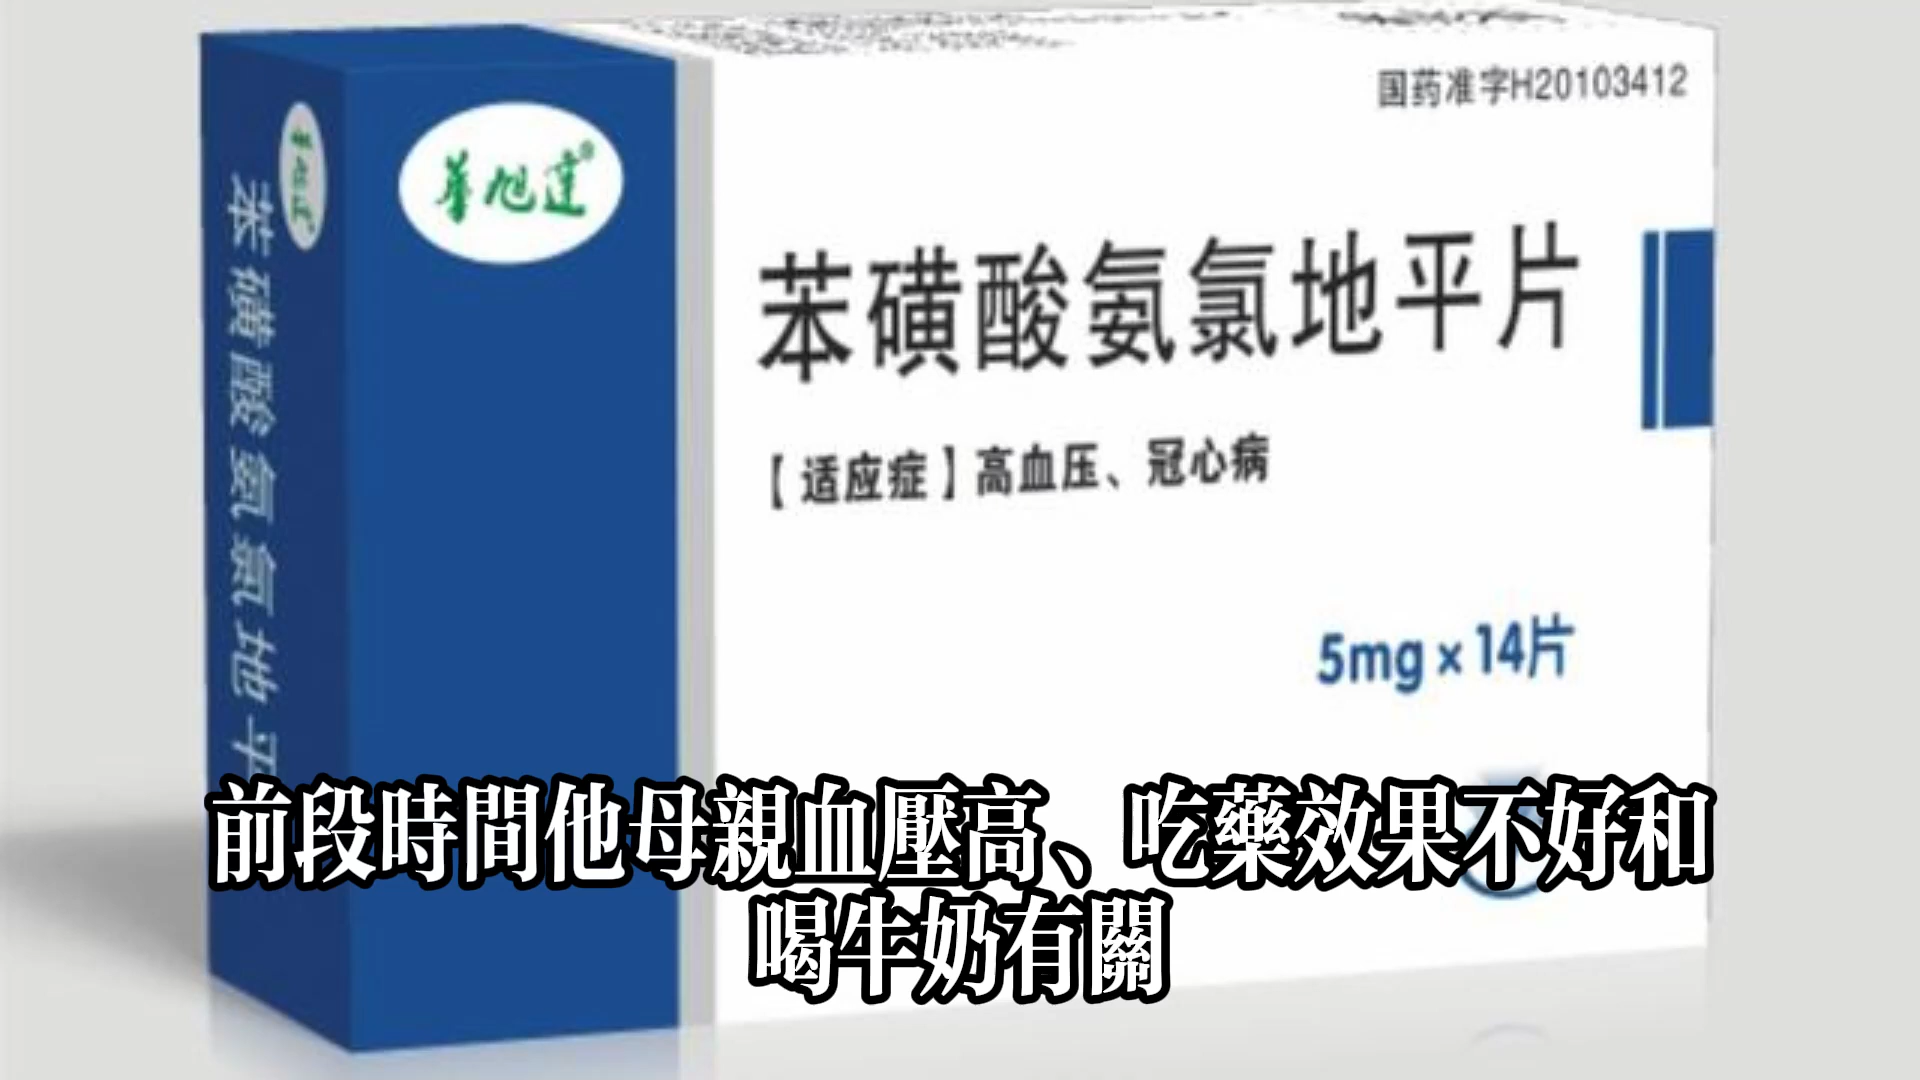 国药准字H20103412
华旭达®
华旭达
苯磺酸氨氯地平片
苯磺酸氨氯地平
【适应症】高血压、冠心病
5mg×14片
前段時間他母親血壓高、吃藥效果不好和
喝牛奶有關